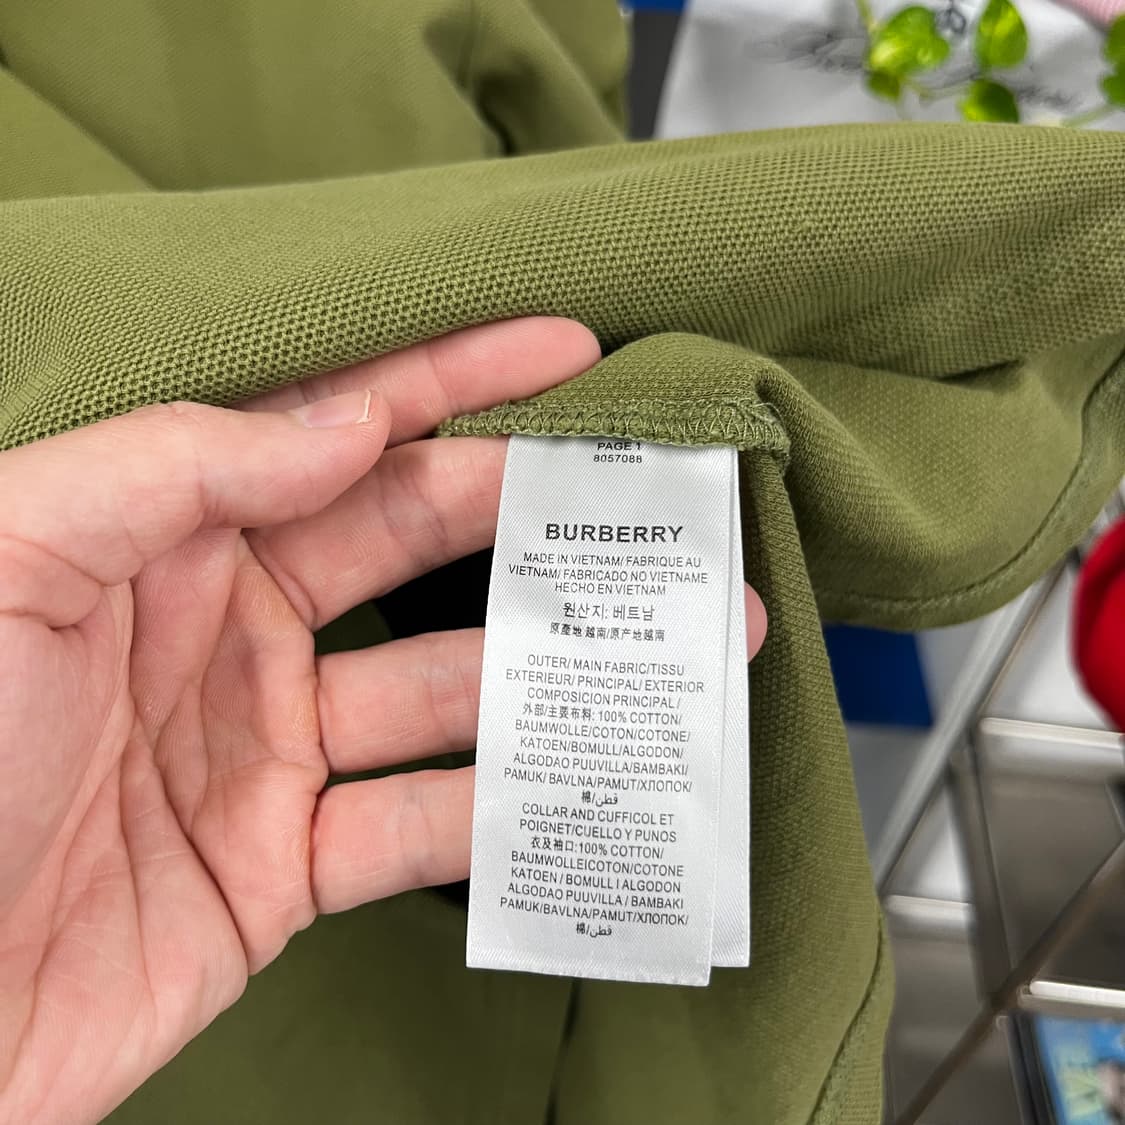 PAGE 1
8057088
BURBERRY
MADE IN VIETNAM/ FABRIQUE AU
VIETNAM/ FABRICADO NO VIETNAME
HECHO EN VIETNAM
원산지: 베트남
原產地 越南/原产地越南
OUTER/ MAIN FABRIC/TISSU
EXTERIEUR/ PRINCIPAL/ EXTERIOR
COMPOSICION PRINCIPAL /
外部/主要布料: 100% COTTON/
BAUMWOLLE/COTON/COTONE/
KATOEN/BOMULL/ALGODON/
ALGODAO PUUVILLA/BAMBAKI/
PAMUK/ BAVLNA/PAMUT/ХЛОПОК/
棉/قطن
COLLAR AND CUFFICOL ET
POIGNET/CUELLO Y PUNOS
衣及袖口:100% COTTON/
BAUMWOLLEICOTON/COTONE
KATOEN / BOMULL I ALGODON
ALGODAO PUUVILLA / BAMBAKI
PAMUK/BAVLNA/PAMUT/ХЛОПОК/
棉/قطن